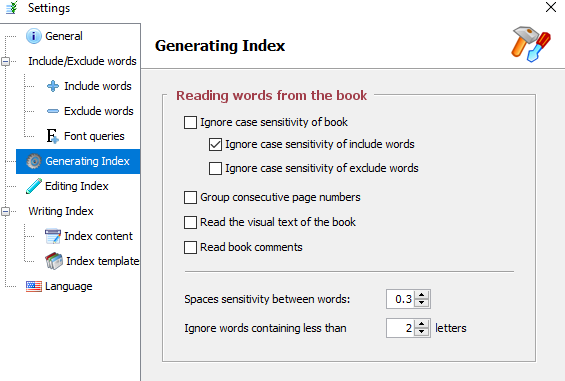 Settings
General
Include/Exclude words
Include words
Exclude words
Font queries
Generating Index
Editing Index
Writing Index
Index content
Index template
Language
Generating Index
Reading words from the book
Ignore case sensitivity of book
Ignore case sensitivity of include words
Ignore case sensitivity of exclude words
Group consecutive page numbers
Read the visual text of the book
Read book comments
Spaces sensitivity between words: 0.3
Ignore words containing less than 2 letters